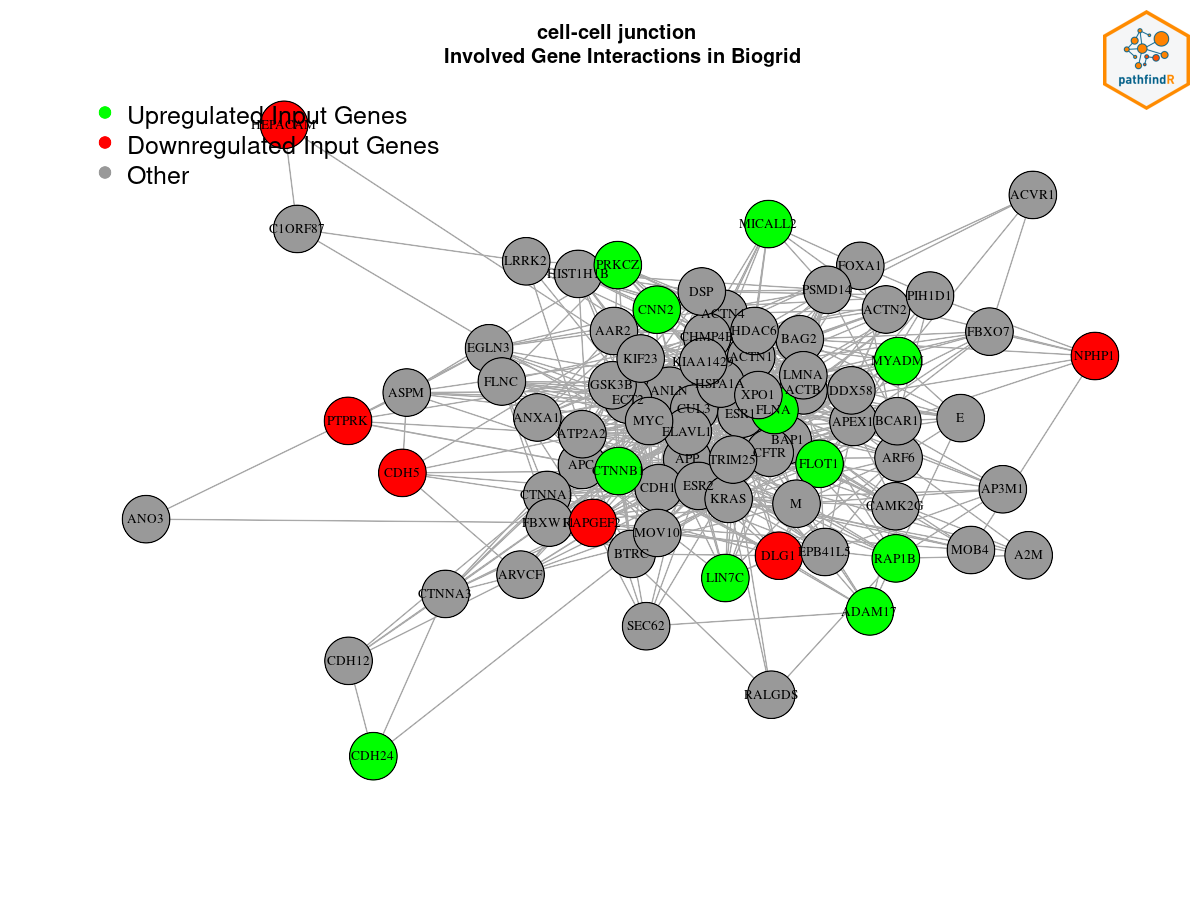 cell-cell junction
Involved Gene Interactions in Biogrid
pathfindR
Upregulated Input Genes
Downregulated Input Genes
Other
HEPACAM
C1ORF87
ACVR1
MICALL2
LRRK2
HIST1H1B
PRKCZ
FOXA1
DSP
PSMD14
PIH1D1
CNN2
ACTN4
ACTN2
AAR2
CHMP4B
HDAC6
BAG2
FBXO7
EGLN3
KIF23
KIAA1429
ACTN1
MYADM
NPHP1
FLNC
GSK3B
ANLN
HSPA1A
LMNA
ACTB
DDX58
ASPM
ECT2
XPO1
PTPRK
ANXA1
MYC
CUL3
ESR1
FLNA
APEX1
BCAR1
E
ATP2A2
ELAVL1
BAP1
CDH5
APC
CTNNB1
APP
TRIM25
CFTR
FLOT1
ARF6
CTNNA
CDH1
ESR2
KRAS
M
CAMK2G
AP3M1
ANO3
FBXW
RAPGEF2
MOV10
BTRC
DLG1
EPB41L5
RAP1B
MOB4
A2M
ARVCF
LIN7C
CTNNA3
SEC62
ADAM17
CDH12
RALGDS
CDH24